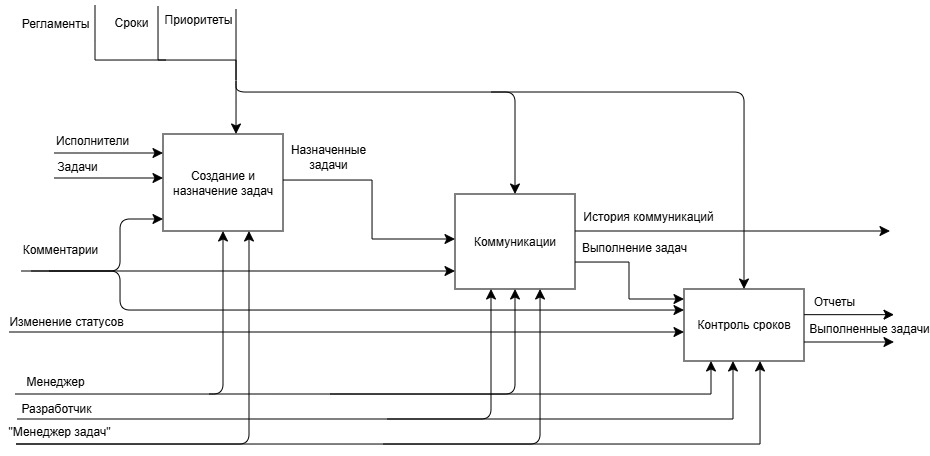 Регламенты
Сроки
Приоритеты
Исполнители
Задачи
Создание и
назначение задач
Назначенные
задачи
Комментарии
Коммуникации
История коммуникаций
Выполнение задач
Изменение статусов
Контроль сроков
Отчеты
Выполненные задачи
Менеджер
Разработчик
"Менеджер задач"